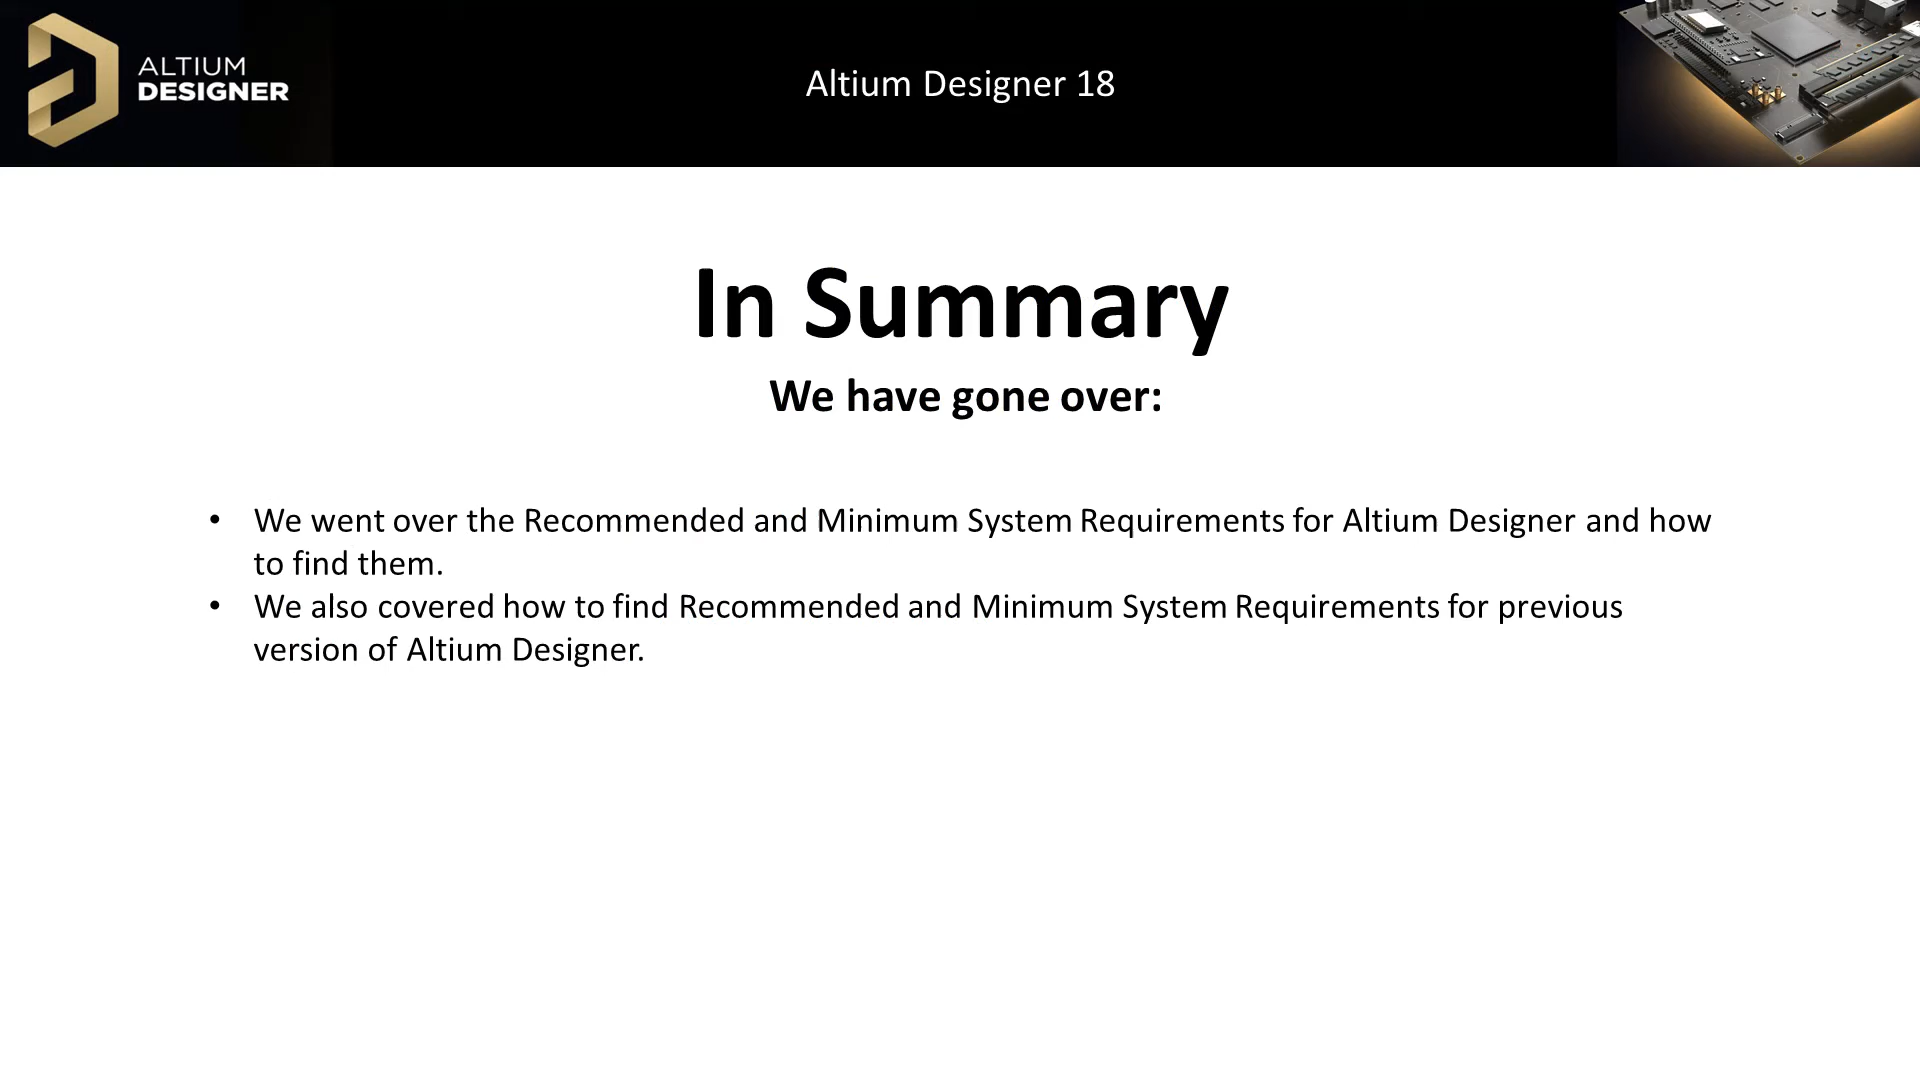 ALTIUM
DESIGNER
Altium Designer 18
In Summary
We have gone over:
• We went over the Recommended and Minimum System Requirements for Altium Designer and how
to find them.
• We also covered how to find Recommended and Minimum System Requirements for previous
version of Altium Designer.